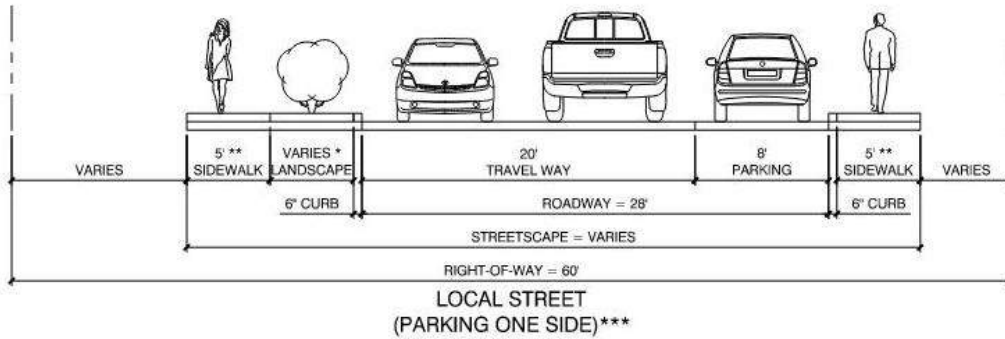 VARIES
5' **
SIDEWALK
VARIES *
LANDSCAPE
20'
TRAVEL WAY
8'
PARKING
5' **
SIDEWALK
VARIES
6" CURB
ROADWAY = 28'
6" CURB
STREETSCAPE = VARIES
RIGHT-OF-WAY = 60'
LOCAL STREET
(PARKING ONE SIDE)***